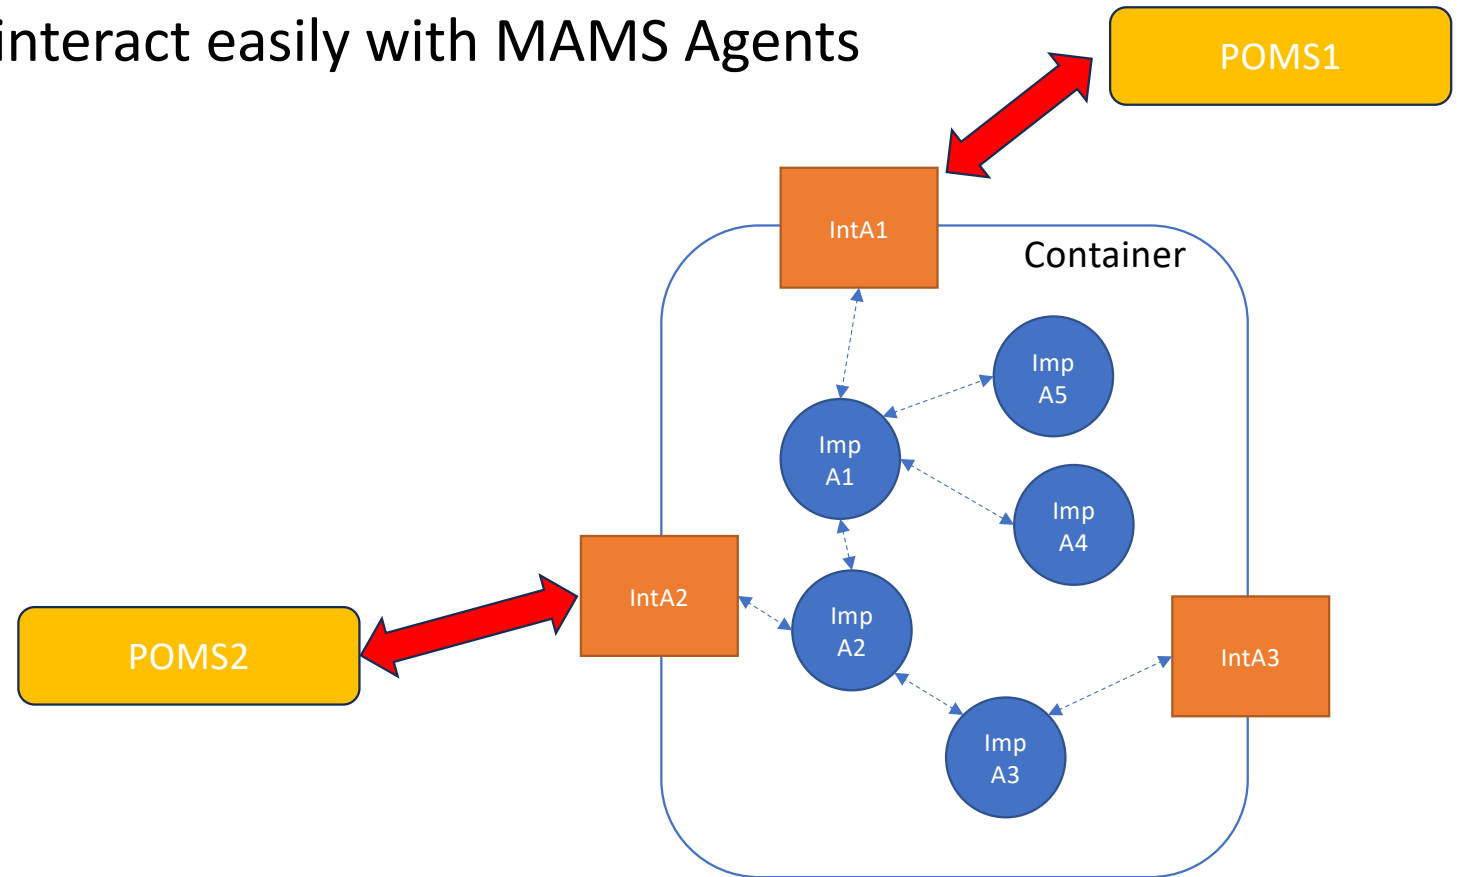 interact easily with MAMS Agents
POMS1
IntA1
Container
Imp
A5
Imp
A1
Imp
A4
IntA2
Imp
A2
IntA3
POMS2
Imp
A3